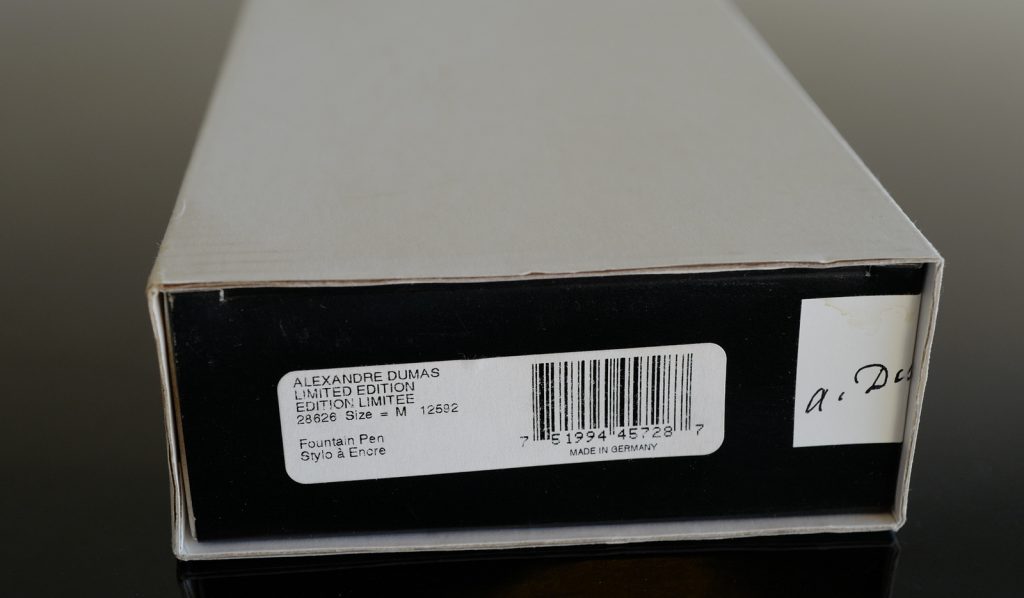 ALEXANDRE DUMAS
LIMITED EDITION
EDITION LIMITEE
28626 Size = M 12592
Fountain Pen
Stylo à Encre
7 51994 45728 7
MADE IN GERMANY
a.